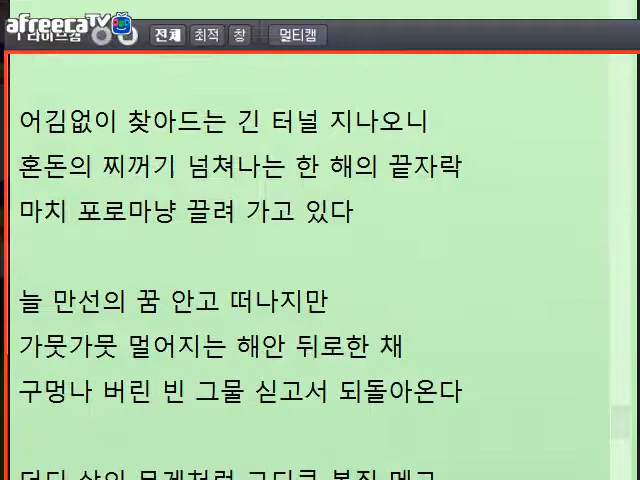 afreecaTV
전체 최적 창 멀티캠
어김없이 찾아드는 긴 터널 지나오니
혼돈의 찌꺼기 넘쳐나는 한 해의 끝자락
마치 포로마냥 끌려 가고 있다
늘 만선의 꿈 안고 떠나지만
가뭇가뭇 멀어지는 해안 뒤로한 채
구멍나 버린 빈 그물 싣고서 되돌아온다